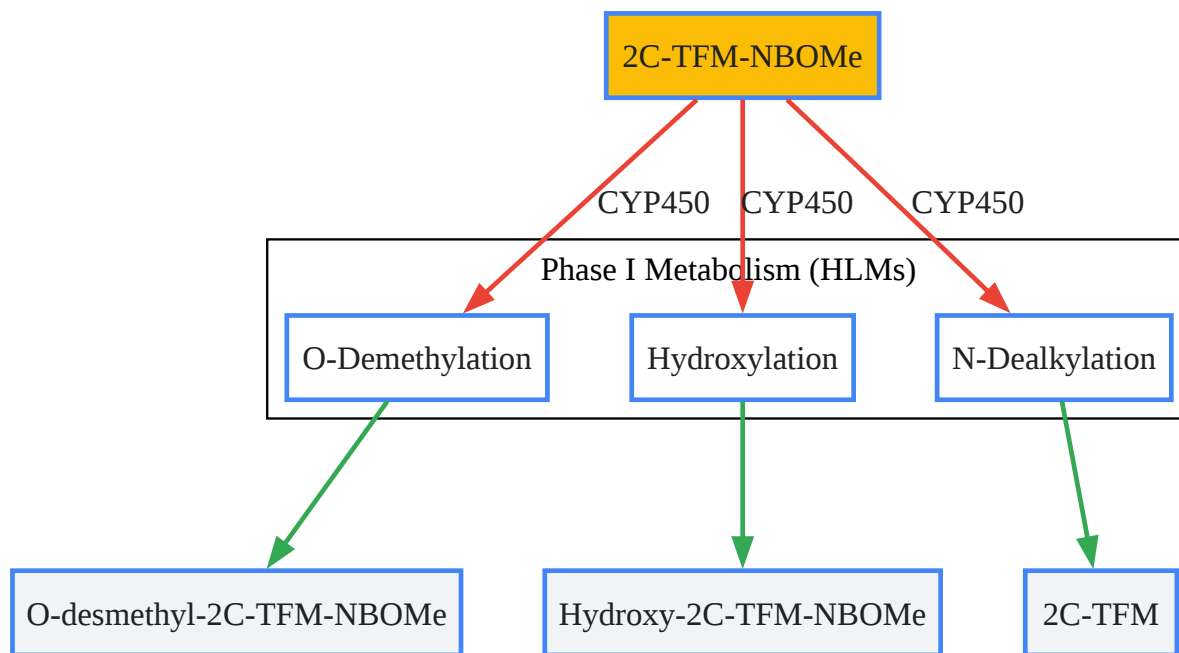 2C-TFM-NBOMe
CYP450
CYP450
CYP450
Phase I Metabolism (HLMs)
O-Demethylation
Hydroxylation
N-Dealkylation
O-desmethyl-2C-TFM-NBOMe
Hydroxy-2C-TFM-NBOMe
2C-TFM